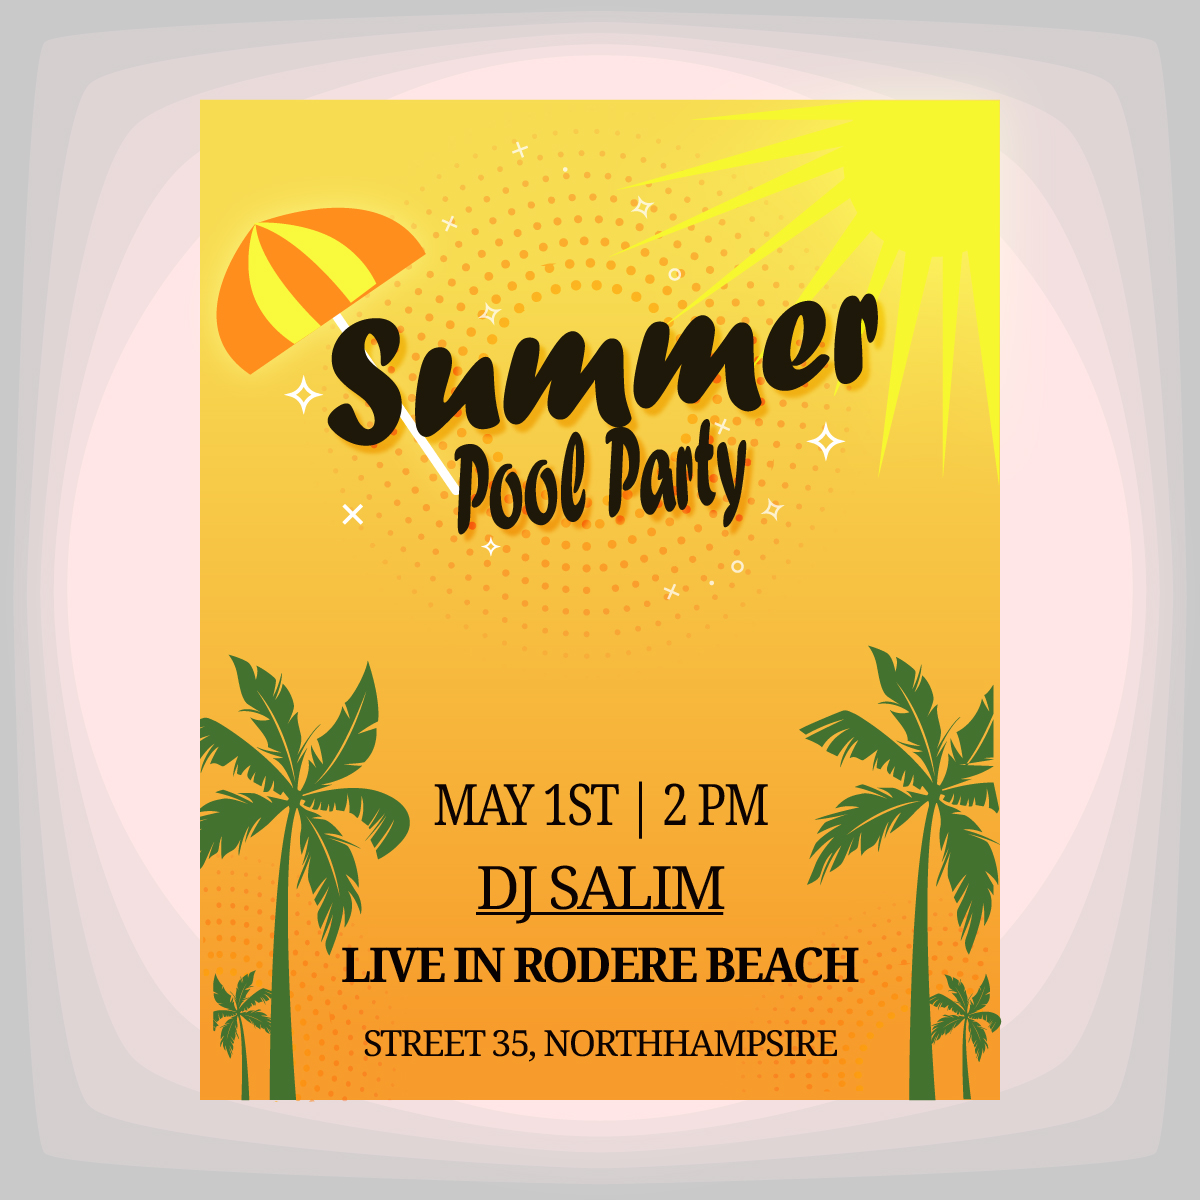 Summer
Pool Party
MAY 1ST | 2 PM
DJ SALIM
LIVE IN RODERE BEACH
STREET 35, NORTHHAMPSIRE